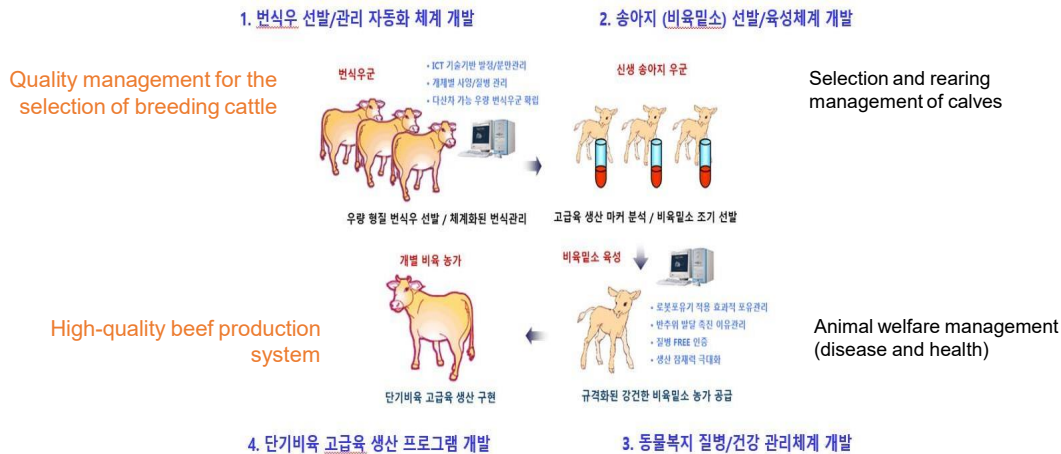 1. 번식우 선발/관리 자동화 체계 개발
2. 송아지 (비육밑소) 선발/육성체계 개발
Quality management for the
selection of breeding cattle
번식우군
• ICT 기술기반 발정/분만관리
• 개체별 사양/질병 관리
• 다산차 가능 우량 번식우군 확립
우량 형질 번식우 선발 / 체계화된 번식관리
신생 송아지 우군
고급육 생산 마커 분석 / 비육밑소 조기 선발
Selection and rearing
management of calves
High-quality beef production
system
개별 비육 농가
단기비육 고급육 생산 구현
비육밑소 육성
• 로봇포유기 적용 효과적 포유관리
• 반추위 발달 촉진 이유관리
• 질병 FREE 인증
• 생산 잠재력 극대화
규격화된 강건한 비육밑소 농가 공급
Animal welfare management
(disease and health)
4. 단기비육 고급육 생산 프로그램 개발
3. 동물복지 질병/건강 관리체계 개발